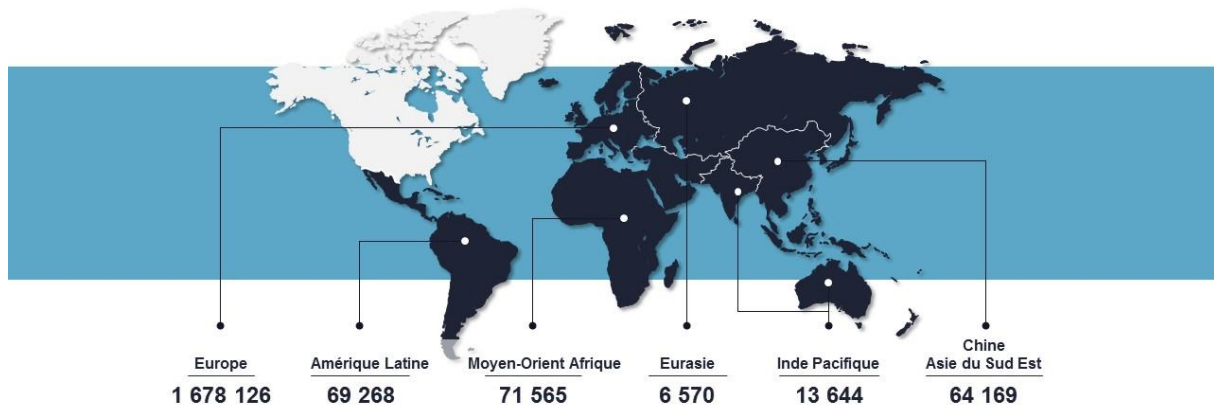 Europe
1 678 126
Amérique Latine
69 268
Moyen-Orient Afrique
71 565
Eurasie
6 570
Inde Pacifique
13 644
Chine
Asie du Sud Est
64 169